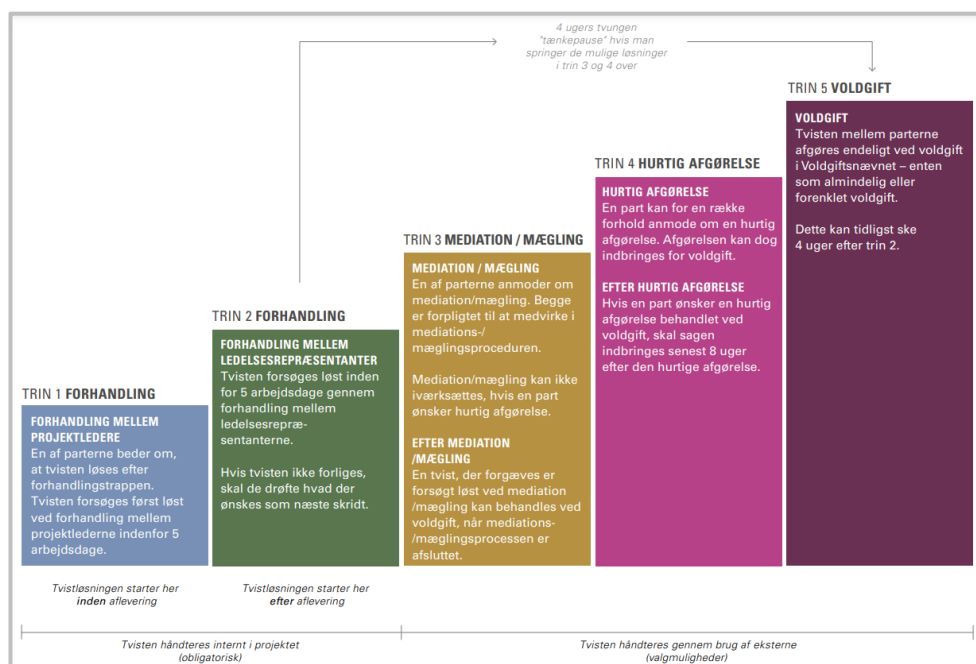 4 ugers tvungen
"tænkepause" hvis man
springer de mulige løsninger
i trin 3 og 4 over
TRIN 1 FORHANDLING
FORHANDLING MELLEM
PROJEKTLEDERE
En af parterne beder om,
at tvisten løses efter
forhandlingstrappen.
Tvisten forsøges først løst
ved forhandling mellem
projektlederne indenfor 5
arbejdsdage.
TRIN 2 FORHANDLING
FORHANDLING MELLEM
LEDELSESREPRÆSENTANTER
Tvisten forsøges løst inden
for 5 arbejdsdage gennem
forhandling mellem
ledelsesrepræ-
sentanterne.
Hvis tvisten ikke forliges,
skal de drøfte hvad der
ønskes som næste skridt.
TRIN 3 MEDIATION / MÆGLING
MEDIATION / MÆGLING
En af parterne anmoder om
mediation/mægling. Begge
er forpligtet til at medvirke i
mediations-/
mæglingsproceduren.
Mediation/mægling kan ikke
iværksættes, hvis en part
ønsker hurtig afgørelse.
EFTER MEDIATION
/MÆGLING
En tvist, der forgæves er
forsøgt løst ved mediation
/mægling kan behandles ved
voldgift, når mediations-
/mæglingsprocessen er
afsluttet.
TRIN 4 HURTIG AFGØRELSE
HURTIG AFGØRELSE
En part kan for en række
forhold anmode om en hurtig
afgørelse. Afgørelsen kan dog
indbringes for voldgift.
EFTER HURTIG AFGØRELSE
Hvis en part ønsker en hurtig
afgørelse behandlet ved
voldgift, skal sagen
indbringes senest 8 uger
efter den hurtige afgørelse.
TRIN 5 VOLDGIFT
VOLDGIFT
Tvisten mellem parterne
afgøres endeligt ved voldgift
i Voldgiftsnævnet – enten
som almindelig eller
forenklet voldgift.
Dette kan tidligst ske
4 uger efter trin 2.
Tvistløsningen starter her
inden aflevering
Tvistløsningen starter her
efter aflevering
Tvisten håndteres internt i projektet
(obligatorisk)
Tvisten håndteres gennem brug af eksterne
(valgmuligheder)